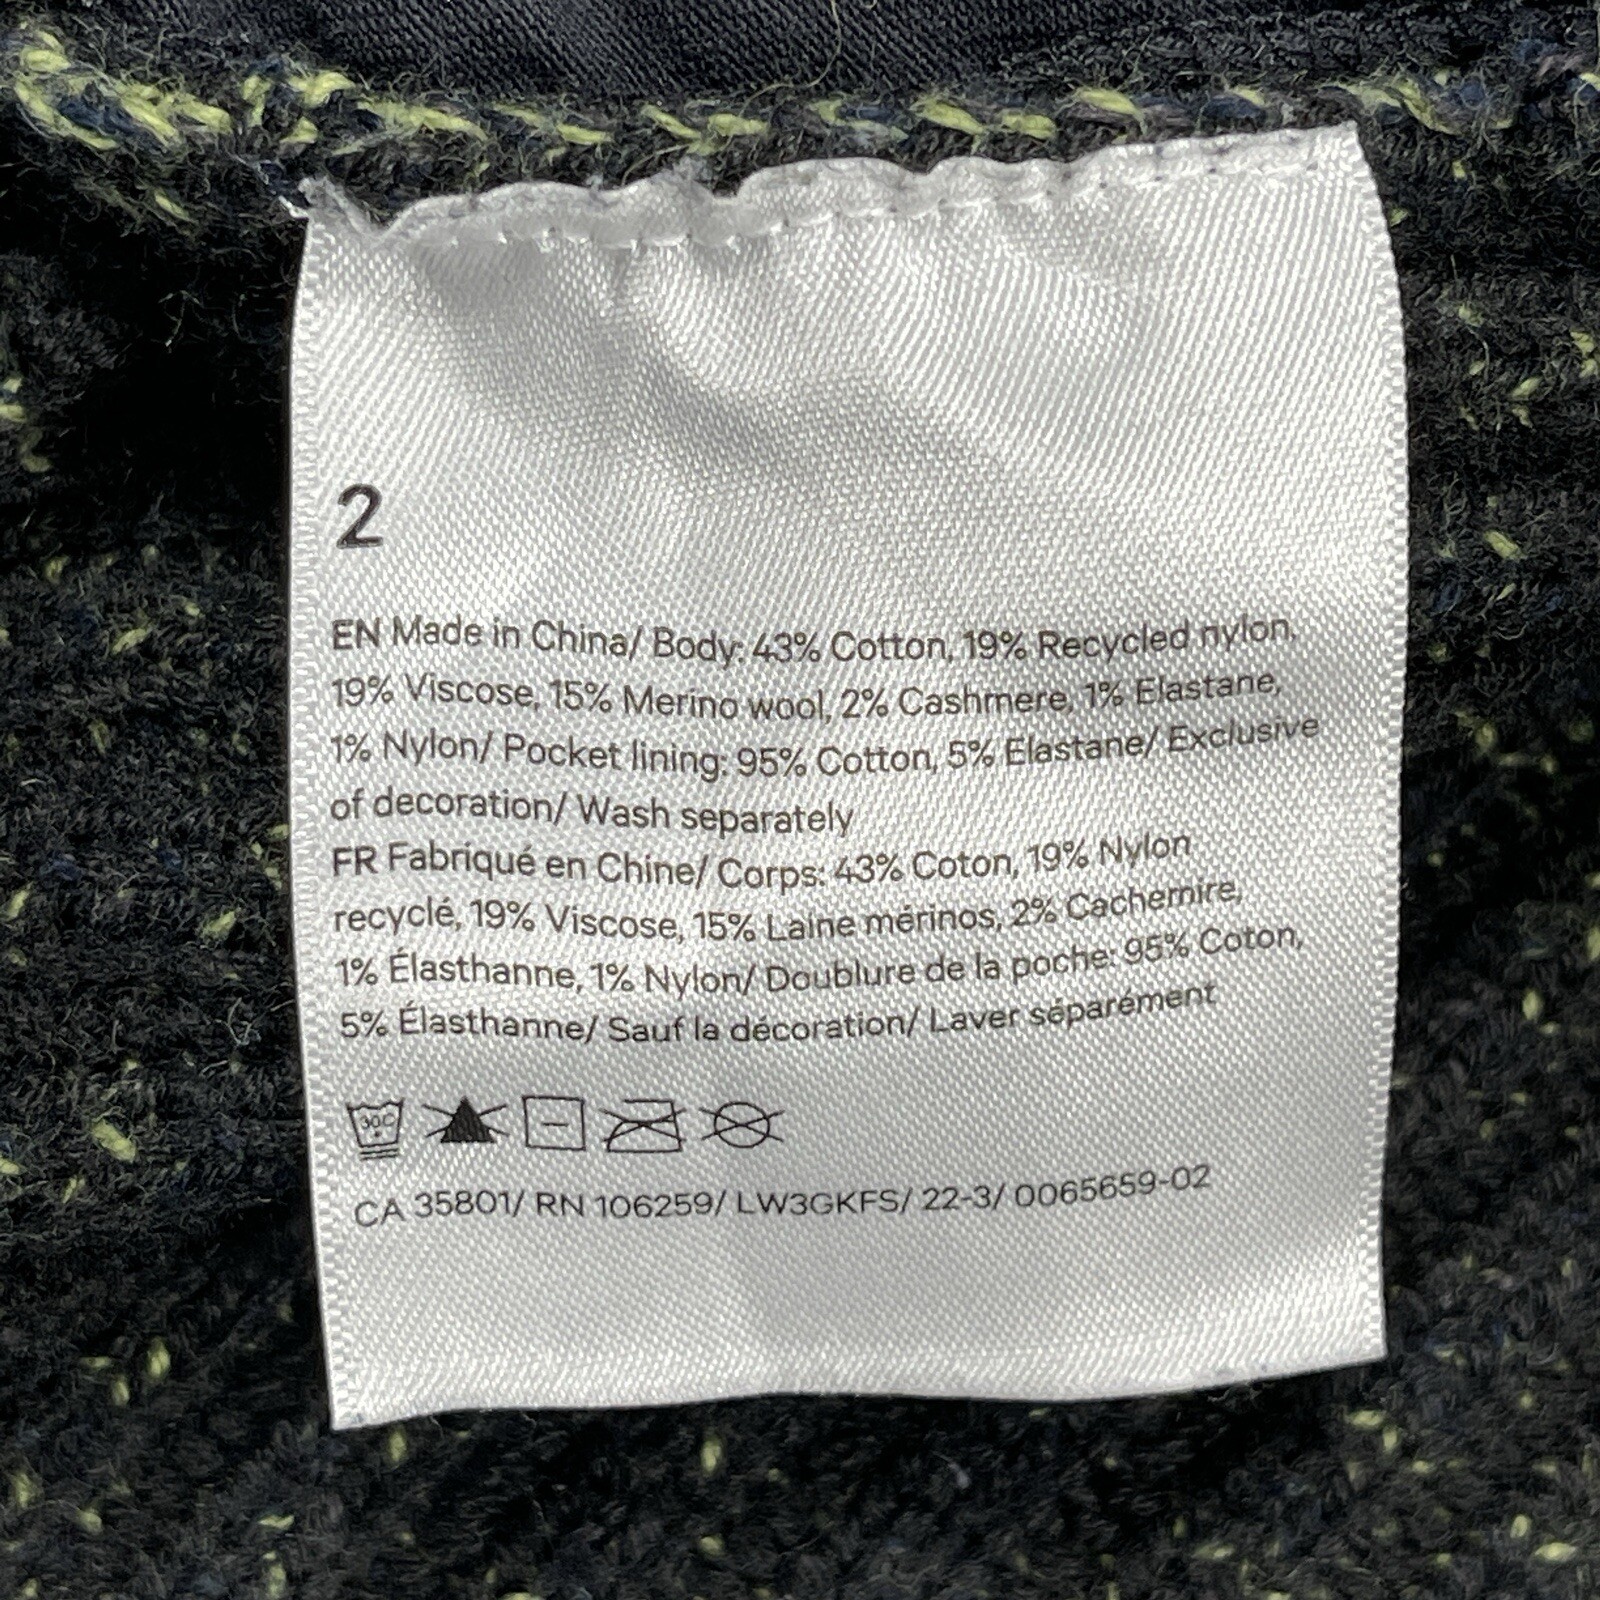 2
EN Made in China/ Body: 43% Cotton, 19% Recycled nylon,
19% Viscose, 15% Merino wool, 2% Cashmere, 1% Elastane,
1% Nylon/ Pocket lining: 95% Cotton, 5% Elastane/ Exclusive
of decoration/ Wash separately
FR Fabriqué en Chine/ Corps: 43% Coton, 19% Nylon
recyclé, 19% Viscose, 15% Laine mérinos, 2% Cachemire,
1% Élasthanne, 1% Nylon/ Doublure de la poche: 95% Coton,
5% Élasthanne/ Sauf la décoration/ Laver séparément
30C
CA 35801/ RN 106259/ LW3GKFS/ 22-3/ 0065659-02